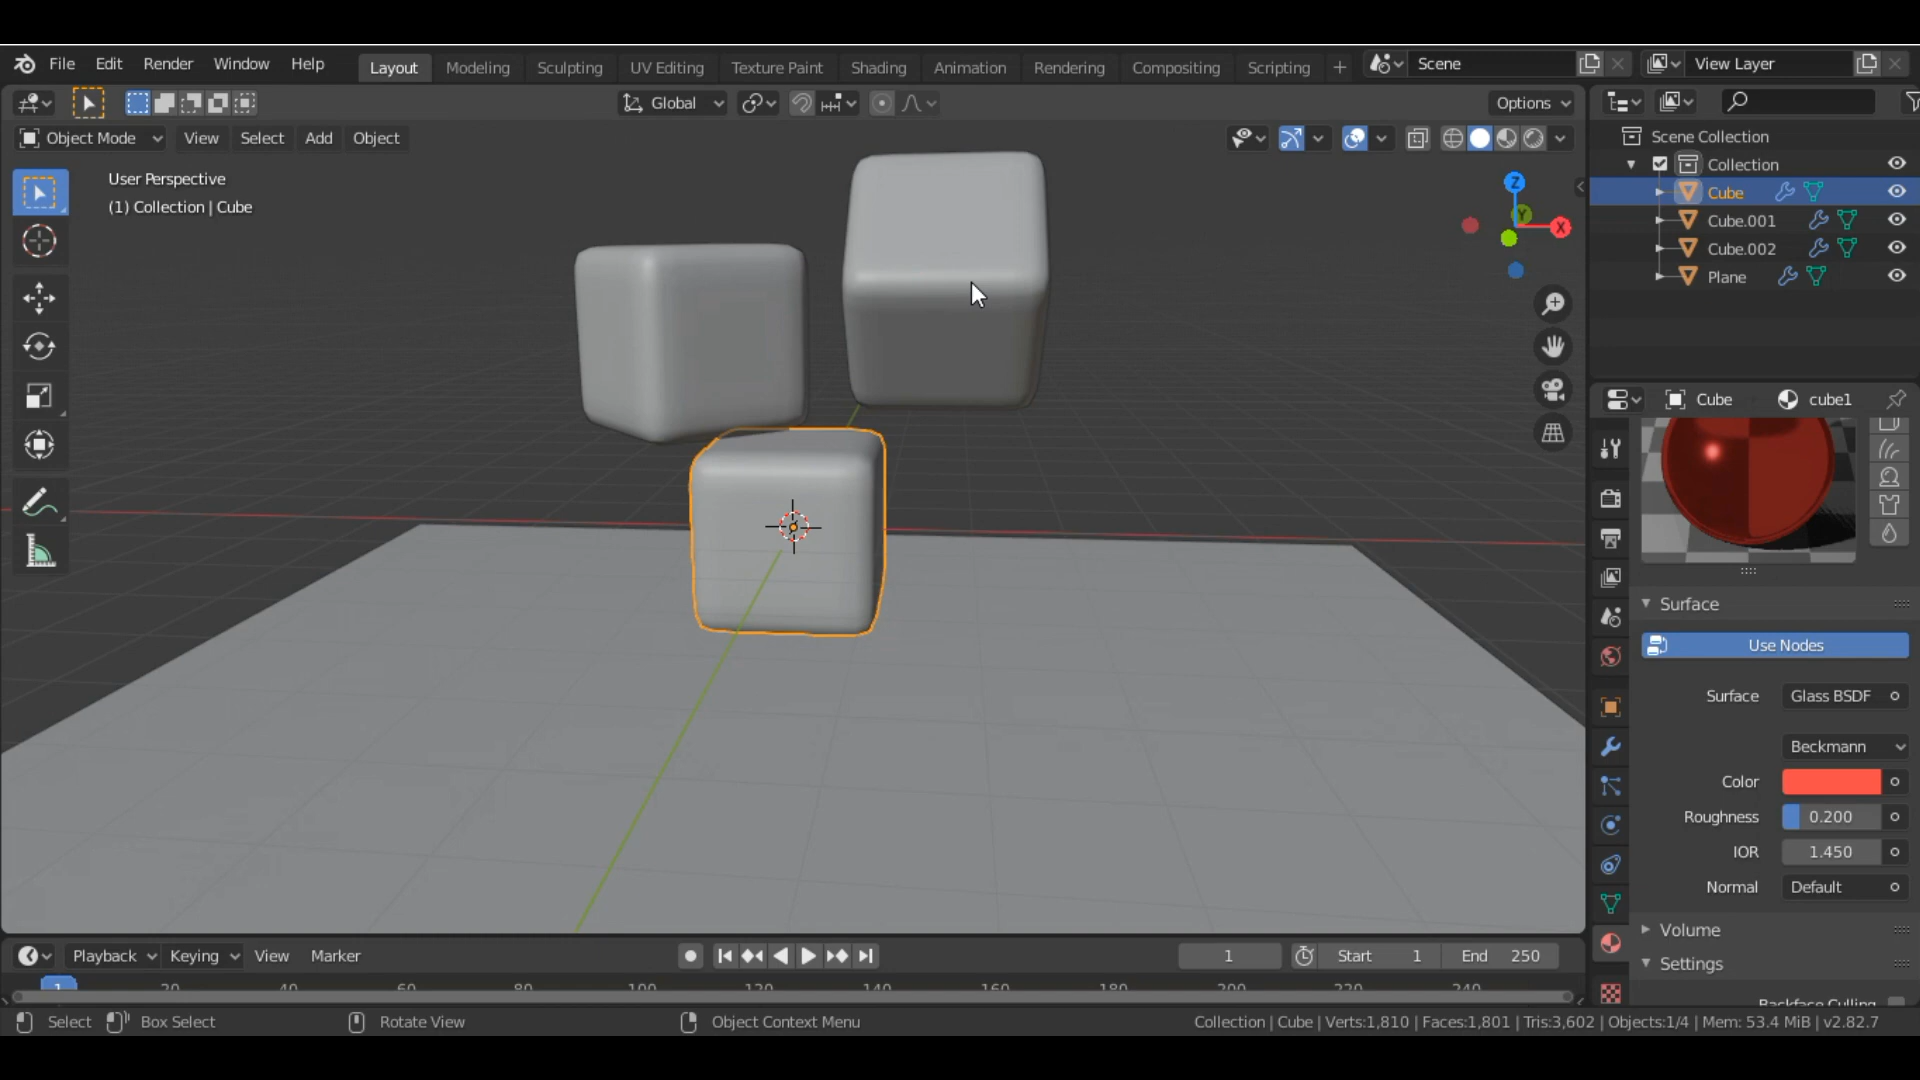 File Edit Render Window Help Layout Modeling Sculpting UV Editing Texture Paint Shading Animation Rendering Compositing Scripting + Scene View Layer
Global Options
Object Mode View Select Add Object
User Perspective
(1) Collection | Cube
Z
Y
X
Scene Collection
Collection
Cube
Cube.001
Cube.002
Plane
Cube cube1
Surface
Use Nodes
Surface Glass BSDF
Beckmann
Color
Roughness 0.200
IOR 1.450
Normal Default
Volume
Settings
Backface Culling
Playback Keying View Marker 1 Start 1 End 250
1 20 40 60 80 100 120 140 160 180 200 220 240
Select Box Select Rotate View Object Context Menu Collection | Cube | Verts:1,810 | Faces:1,801 | Tris:3,602 | Objects:1/4 | Mem: 53.4 MiB | v2.82.7